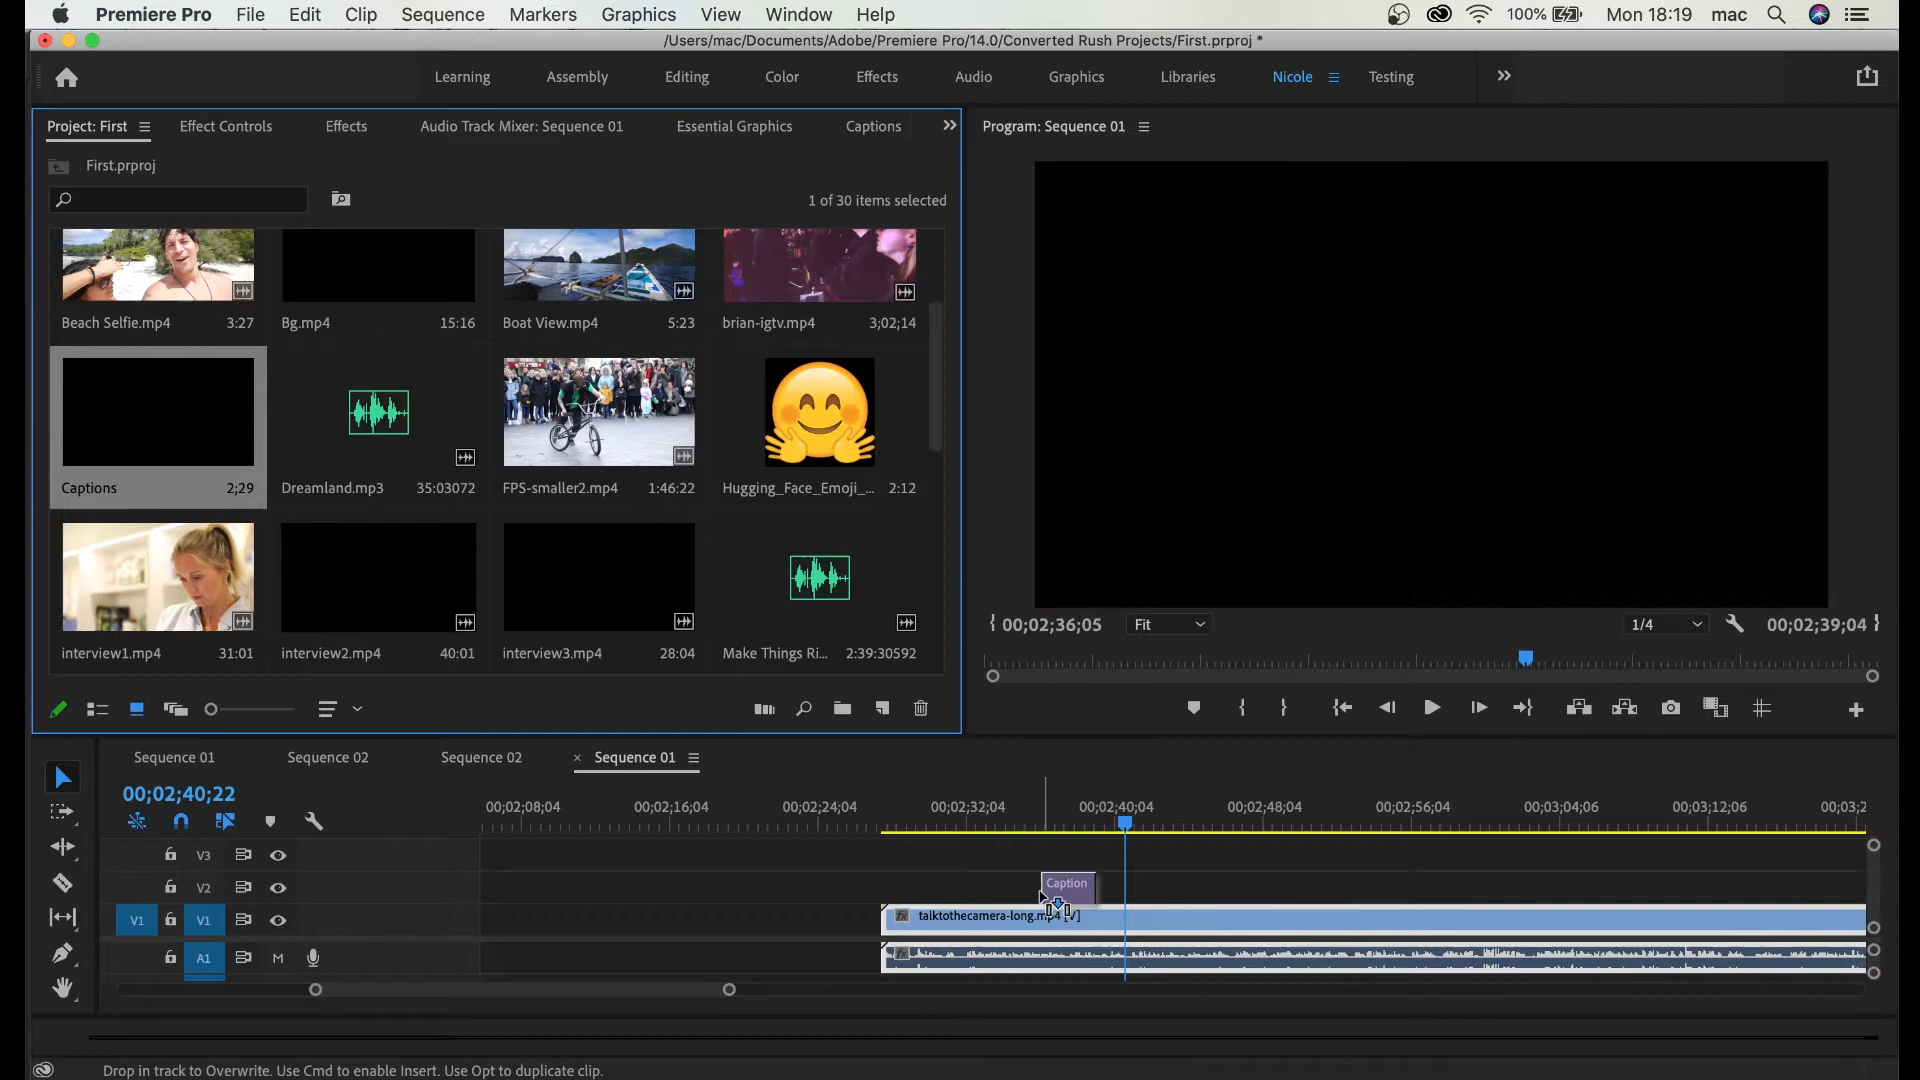 Premiere Pro File Edit Clip Sequence Markers Graphics View Window Help 100% Mon 18:19 mac
/Users/mac/Documents/Adobe/Premiere Pro/14.0/Converted Rush Projects/First.prproj *
Learning Assembly Editing Color Effects Audio Graphics Libraries Nicole Testing
Project: First Effect Controls Effects Audio Track Mixer: Sequence 01 Essential Graphics Captions
Program: Sequence 01
First.prproj
1 of 30 items selected
Beach Selfie.mp4 3:27 Bg.mp4 15:16 Boat View.mp4 5:23 brian-igtv.mp4 3;02;14
Captions 2;29 Dreamland.mp3 35:03072 FPS-smaller2.mp4 1:46:22 Hugging_Face_Emoji_... 2:12
interview1.mp4 31:01 interview2.mp4 40:01 interview3.mp4 28:04 Make Things Ri... 2:39:30592
00;02;36;05 Fit 1/4 00;02;39;04
Sequence 01 Sequence 02 Sequence 02 × Sequence 01
00;02;40;22
00;02;08;04 00;02;16;04 00;02;24;04 00;02;32;04 00;02;40;04 00;02;48;04 00;02;56;04 00;03;04;06 00;03;12;06 00;03;2
V3
V2 Caption
V1 V1 fx talktothecamera-long.mp4 [V]
A1 M fx
Drop in track to Overwrite. Use Cmd to enable Insert. Use Opt to duplicate clip.